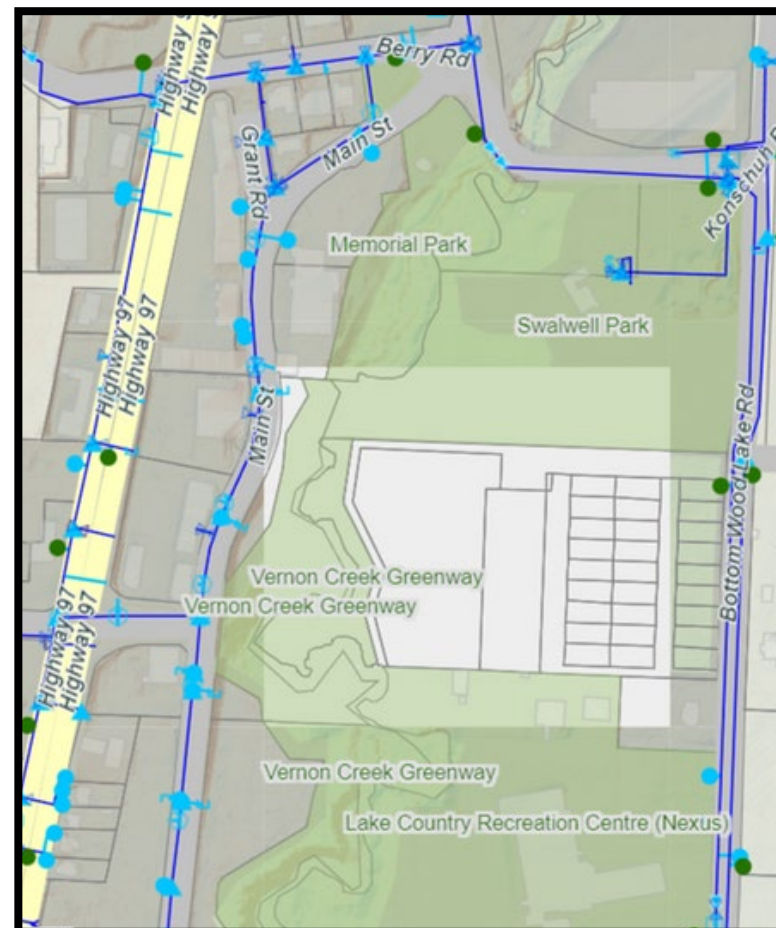 Highway 9
Highway 9
Berry Rd
Main St
Grant Rd
Konschuh R
Memorial Park
Swalwell Park
Highway 97
Highway 97
Main St
Bottom Wood Lake Rd
Vernon Creek Greenway
Vernon Creek Greenway
Highway 97
Highway 97
Vernon Creek Greenway
Lake Country Recreation Centre (Nexus)